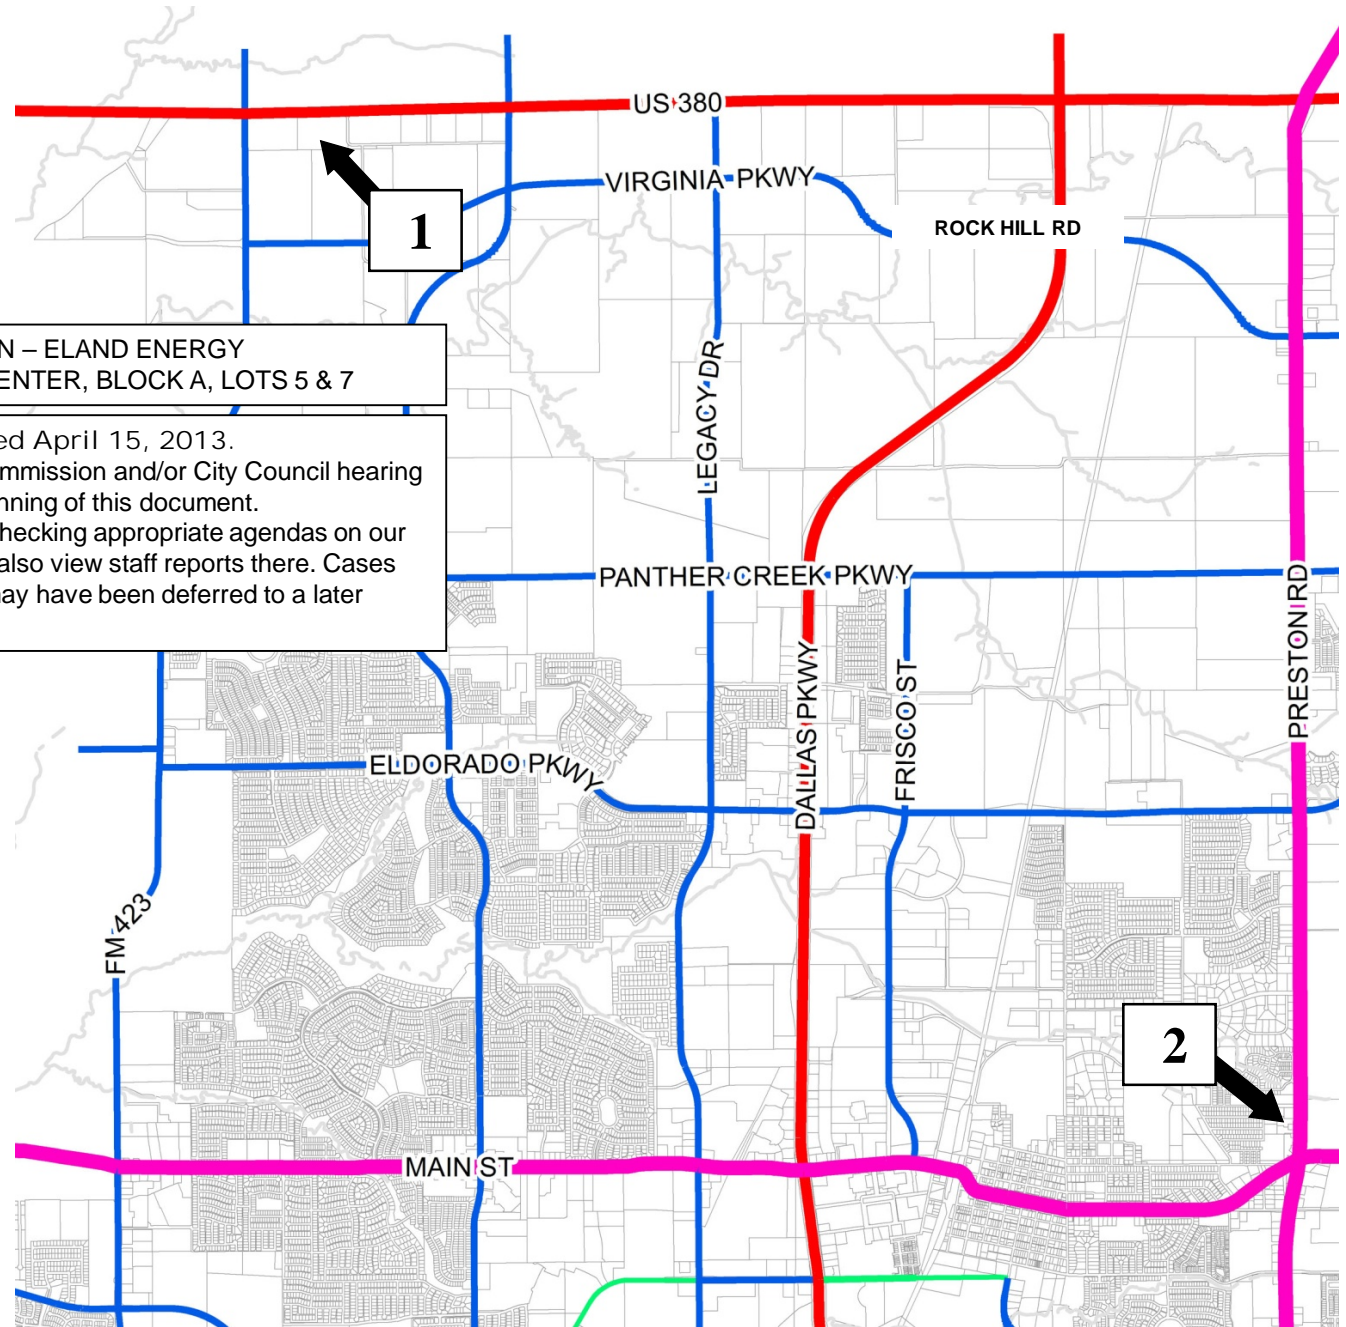 US 380
VIRGINIA PKWY
1
ROCK HILL RD
N – ELAND ENERGY
ENTER, BLOCK A, LOTS 5 & 7
LEGACY DR
ed April 15, 2013.
ommission and/or City Council hearing
nning of this document.
hecking appropriate agendas on our
also view staff reports there. Cases
may have been deferred to a later
PANTHER CREEK PKWY
PRESTON RD
DALLAS PKWY
FRISCO ST
ELDORADO PKWY
FM 423
2
MAIN ST